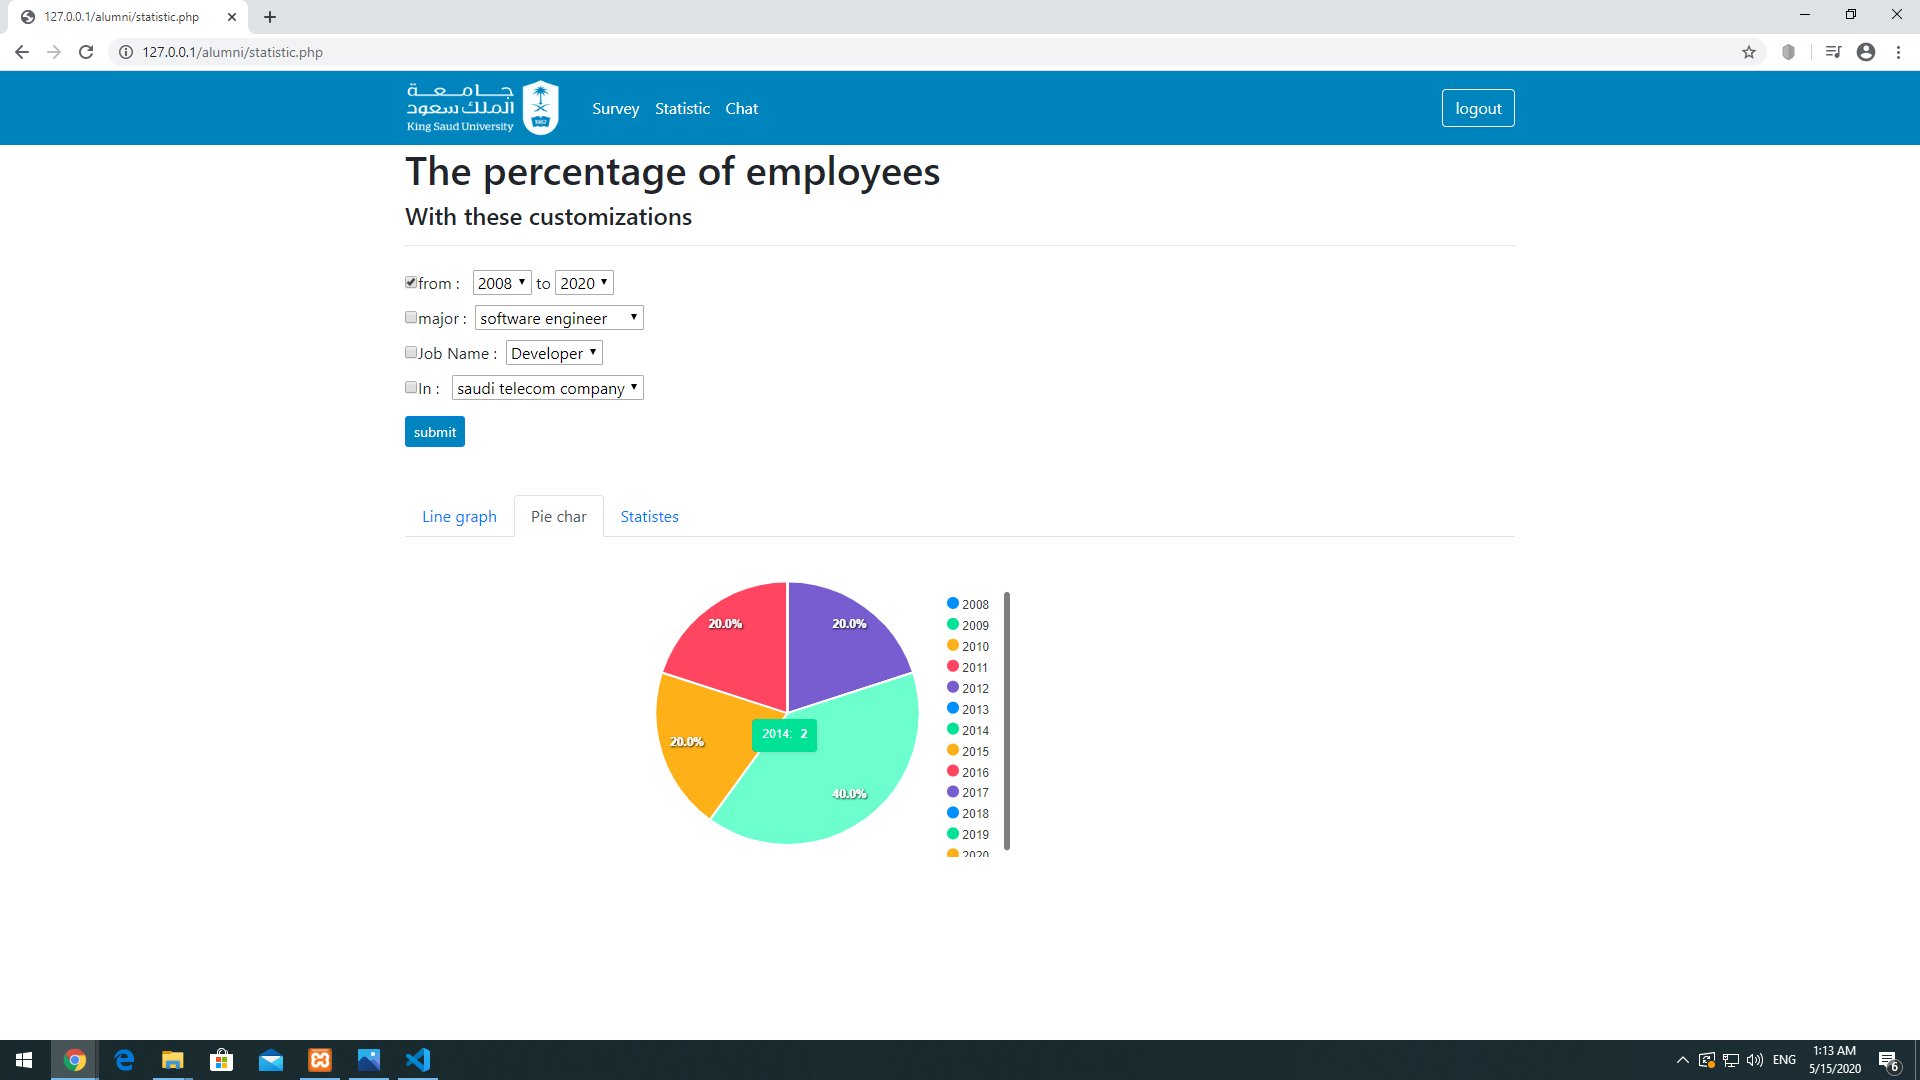 127.0.0.1/alumni/statistic.php
127.0.0.1/alumni/statistic.php
جامعة
الملك سعود
King Saud University
1957
Survey Statistic Chat
logout
The percentage of employees
With these customizations
from : 2008 to 2020
major : software engineer
Job Name : Developer
In : saudi telecom company
submit
Line graph Pie char Statistes
20.0%
20.0%
20.0%
2014: 2
40.0%
2008
2009
2010
2011
2012
2013
2014
2015
2016
2017
2018
2019
2020
ENG
1:13 AM
5/15/2020
6